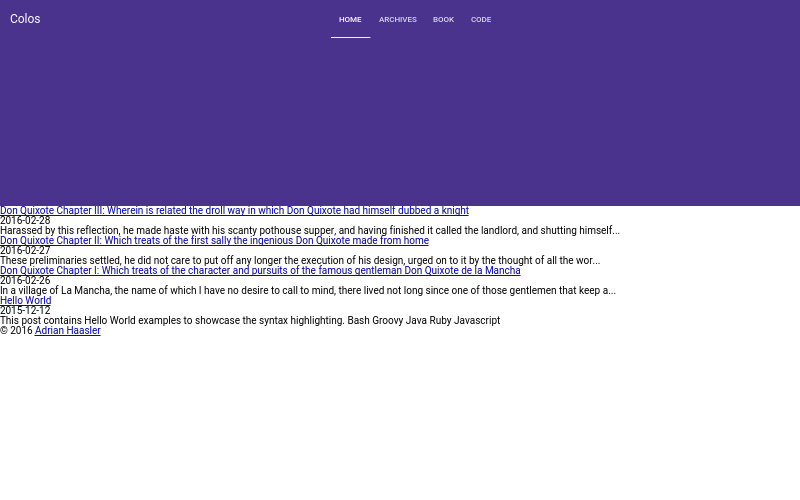 Colos
HOME ARCHIVES BOOK CODE
Don Quixote Chapter III: Wherein is related the droll way in which Don Quixote had himself dubbed a knight
2016-02-28
Harassed by this reflection, he made haste with his scanty pothouse supper, and having finished it called the landlord, and shutting himself...
Don Quixote Chapter II: Which treats of the first sally the ingenious Don Quixote made from home
2016-02-27
These preliminaries settled, he did not care to put off any longer the execution of his design, urged on to it by the thought of all the wor...
Don Quixote Chapter I: Which treats of the character and pursuits of the famous gentleman Don Quixote de la Mancha
2016-02-26
In a village of La Mancha, the name of which I have no desire to call to mind, there lived not long since one of those gentlemen that keep a...
Hello World
2015-12-12
This post contains Hello World examples to showcase the syntax highlighting. Bash Groovy Java Ruby Javascript
© 2016 Adrian Haasler